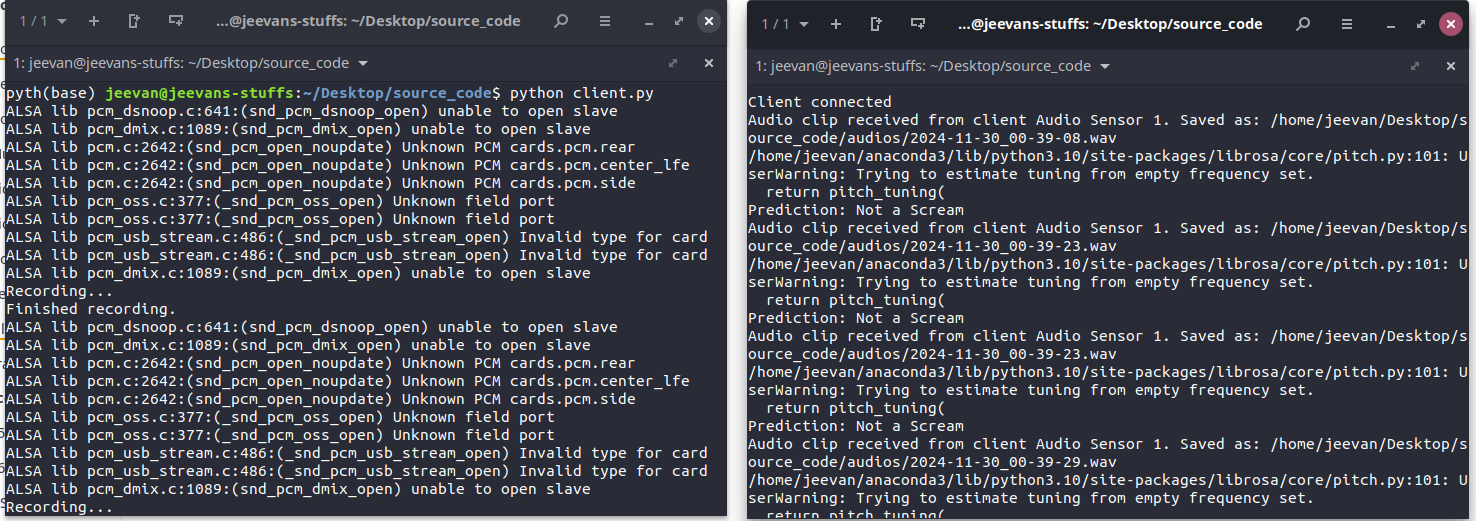 1 / 1
...@jeevans-stuffs: ~/Desktop/source_code
1: jeevan@jeevans-stuffs: ~/Desktop/source_code
pyth(base) jeevan@jeevans-stuffs:~/Desktop/source_code$ python client.py
ALSA lib pcm_dsnoop.c:641:(snd_pcm_dsnoop_open) unable to open slave
ALSA lib pcm_dmix.c:1089:(snd_pcm_dmix_open) unable to open slave
ALSA lib pcm.c:2642:(snd_pcm_open_noupdate) Unknown PCM cards.pcm.rear
ALSA lib pcm.c:2642:(snd_pcm_open_noupdate) Unknown PCM cards.pcm.center_lfe
ALSA lib pcm.c:2642:(snd_pcm_open_noupdate) Unknown PCM cards.pcm.side
ALSA lib pcm_oss.c:377:(_snd_pcm_oss_open) Unknown field port
ALSA lib pcm_oss.c:377:(_snd_pcm_oss_open) Unknown field port
ALSA lib pcm_usb_stream.c:486:(_snd_pcm_usb_stream_open) Invalid type for card
ALSA lib pcm_usb_stream.c:486:(_snd_pcm_usb_stream_open) Invalid type for card
ALSA lib pcm_dmix.c:1089:(snd_pcm_dmix_open) unable to open slave
Recording...
Finished recording.
ALSA lib pcm_dsnoop.c:641:(snd_pcm_dsnoop_open) unable to open slave
ALSA lib pcm_dmix.c:1089:(snd_pcm_dmix_open) unable to open slave
ALSA lib pcm.c:2642:(snd_pcm_open_noupdate) Unknown PCM cards.pcm.rear
ALSA lib pcm.c:2642:(snd_pcm_open_noupdate) Unknown PCM cards.pcm.center_lfe
ALSA lib pcm.c:2642:(snd_pcm_open_noupdate) Unknown PCM cards.pcm.side
ALSA lib pcm_oss.c:377:(_snd_pcm_oss_open) Unknown field port
ALSA lib pcm_oss.c:377:(_snd_pcm_oss_open) Unknown field port
ALSA lib pcm_usb_stream.c:486:(_snd_pcm_usb_stream_open) Invalid type for card
ALSA lib pcm_usb_stream.c:486:(_snd_pcm_usb_stream_open) Invalid type for card
ALSA lib pcm_dmix.c:1089:(snd_pcm_dmix_open) unable to open slave
Recording...
1 / 1
...@jeevans-stuffs: ~/Desktop/source_code
1: jeevan@jeevans-stuffs: ~/Desktop/source_code
Client connected
Audio clip received from client Audio Sensor 1. Saved as: /home/jeevan/Desktop/s
ource_code/audios/2024-11-30_00-39-08.wav
/home/jeevan/anaconda3/lib/python3.10/site-packages/librosa/core/pitch.py:101: U
serWarning: Trying to estimate tuning from empty frequency set.
  return pitch_tuning(
Prediction: Not a Scream
Audio clip received from client Audio Sensor 1. Saved as: /home/jeevan/Desktop/s
ource_code/audios/2024-11-30_00-39-23.wav
/home/jeevan/anaconda3/lib/python3.10/site-packages/librosa/core/pitch.py:101: U
serWarning: Trying to estimate tuning from empty frequency set.
  return pitch_tuning(
Prediction: Not a Scream
Audio clip received from client Audio Sensor 1. Saved as: /home/jeevan/Desktop/s
ource_code/audios/2024-11-30_00-39-23.wav
/home/jeevan/anaconda3/lib/python3.10/site-packages/librosa/core/pitch.py:101: U
serWarning: Trying to estimate tuning from empty frequency set.
  return pitch_tuning(
Prediction: Not a Scream
Audio clip received from client Audio Sensor 1. Saved as: /home/jeevan/Desktop/s
ource_code/audios/2024-11-30_00-39-29.wav
/home/jeevan/anaconda3/lib/python3.10/site-packages/librosa/core/pitch.py:101: U
serWarning: Trying to estimate tuning from empty frequency set.
  return pitch_tuning(